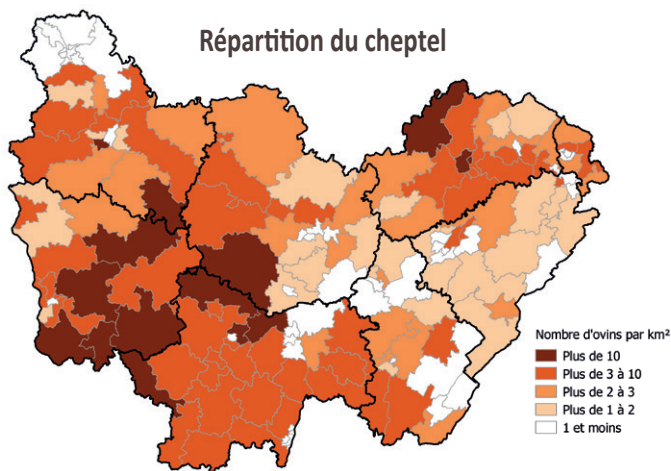 Répartition du cheptel
Nombre d'ovins par km²
Plus de 10
Plus de 3 à 10
Plus de 2 à 3
Plus de 1 à 2
1 et moins